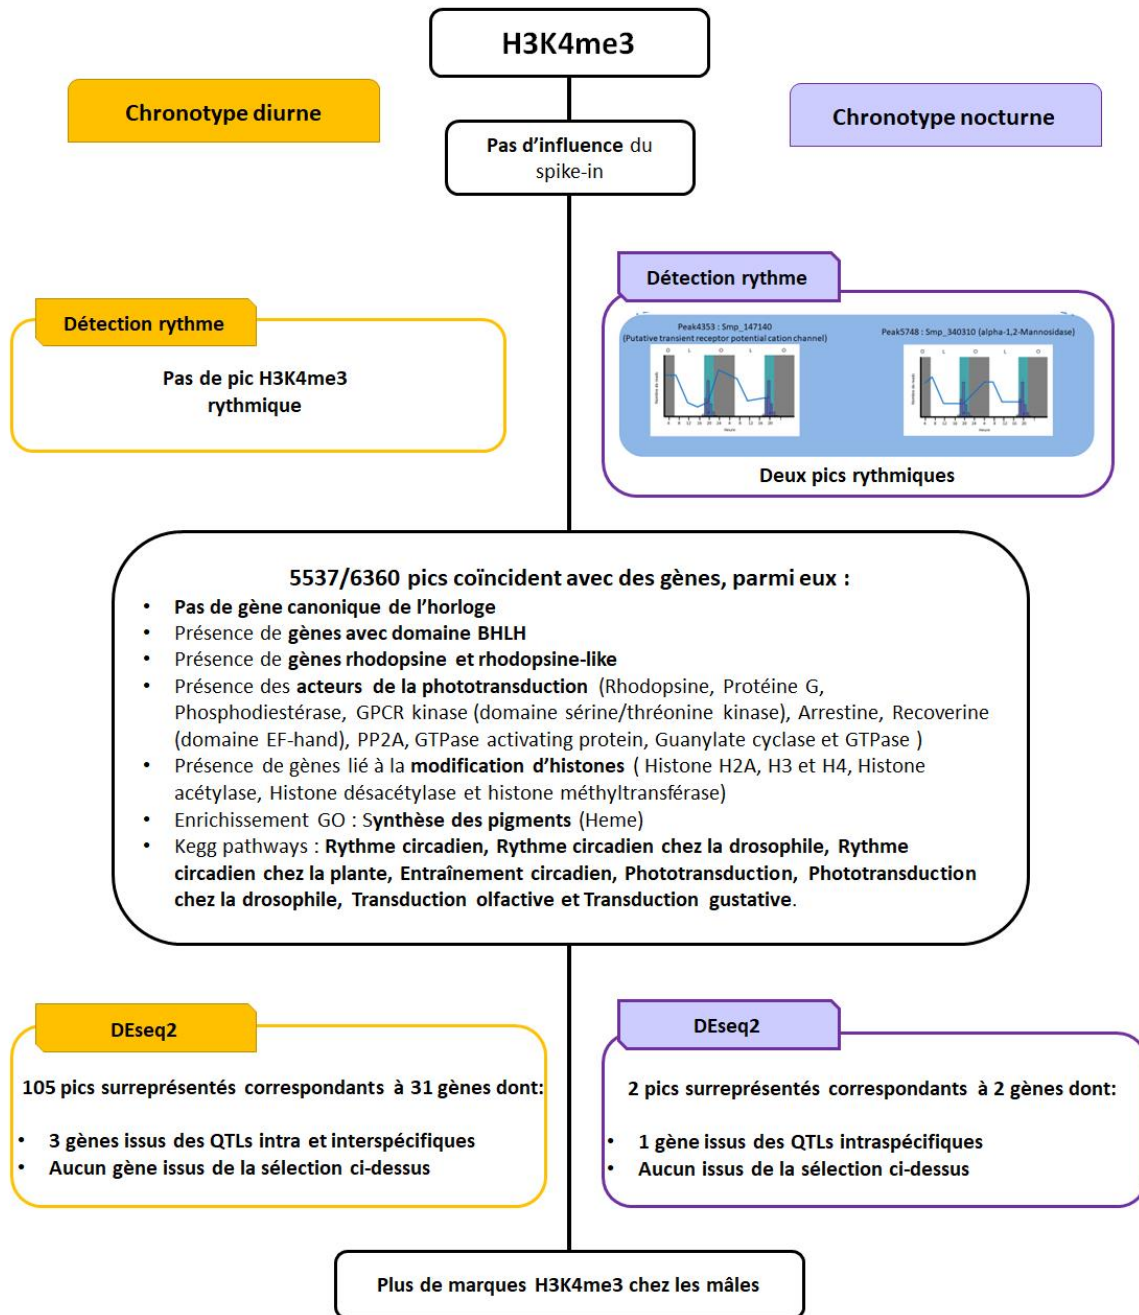 H3K4me3
Chronotype diurne
Chronotype nocturne
Pas d’influence du
spike-in
Détection rythme
Pas de pic H3K4me3
rythmique
Détection rythme
Peak4353 : Smp_147140
(Putative transient receptor potential cation channel)
Peak5748 : Smp_340310 (alpha-1,2-Mannosidase)
O L O L O
O L O L O
Heure
Heure
Deux pics rythmiques
5537/6360 pics coïncident avec des gènes, parmi eux :
• Pas de gène canonique de l’horloge
• Présence de gènes avec domaine BHLH
• Présence de gènes rhodopsine et rhodopsine-like
• Présence des acteurs de la phototransduction (Rhodopsine, Protéine G,
Phosphodiestérase, GPCR kinase (domaine sérine/thréonine kinase), Arrestine, Recoverine
(domaine EF-hand), PP2A, GTPase activating protein, Guanylate cyclase et GTPase )
• Présence de gènes lié à la modification d’histones ( Histone H2A, H3 et H4, Histone
acétylase, Histone désacétylase et histone méthyltransférase)
• Enrichissement GO : Synthèse des pigments (Heme)
• Kegg pathways : Rythme circadien, Rythme circadien chez la drosophile, Rythme
circadien chez la plante, Entraînement circadien, Phototransduction, Phototransduction
chez la drosophile, Transduction olfactive et Transduction gustative.
DEseq2
105 pics surreprésentés correspondants à 31 gènes dont:
• 3 gènes issus des QTLs intra et interspécifiques
• Aucun gène issus de la sélection ci-dessus
DEseq2
2 pics surreprésentés correspondants à 2 gènes dont:
• 1 gène issus des QTLs intraspécifiques
• Aucun issus de la sélection ci-dessus
Plus de marques H3K4me3 chez les mâles